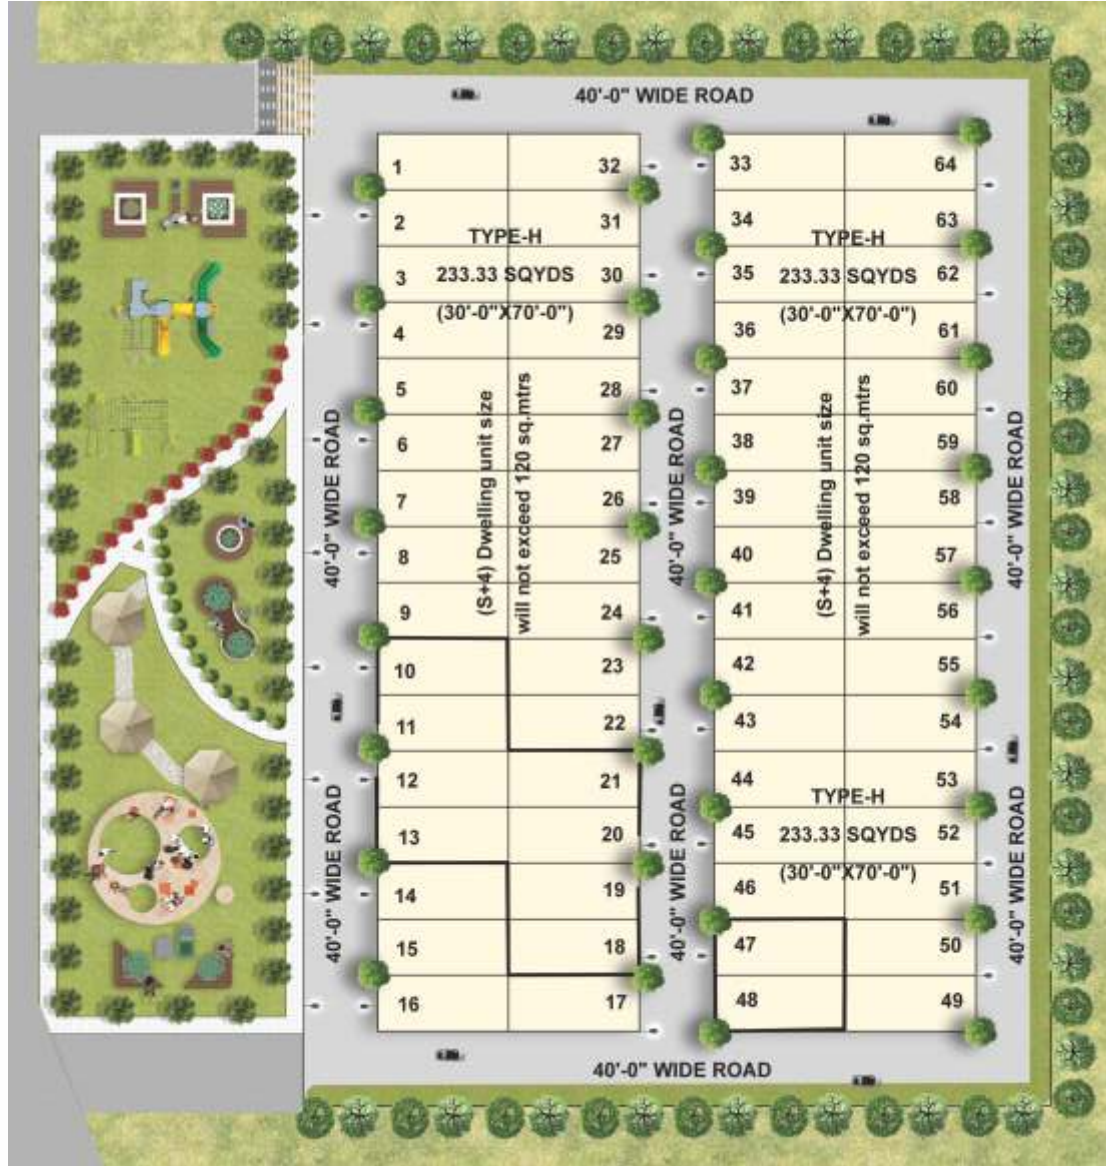 40'-0" WIDE ROAD
1 32 33 64
2 31 34 63
TYPE-H TYPE-H
3 233.33 SQYDS 30 35 233.33 SQYDS 62
(30'-0"X70'-0") (30'-0"X70'-0")
4 29 36 61
5 28 37 60
6 27 38 59
7 26 39 58
8 25 40 57
9 24 41 56
(S+4) Dwelling unit size
will not exceed 120 sq.mtrs
(S+4) Dwelling unit size
will not exceed 120 sq.mtrs
40'-0" WIDE ROAD
40'-0" WIDE ROAD
40'-0" WIDE ROAD
10 23 42 55
11 22 43 54
12 21 44 53
TYPE-H
13 20 45 233.33 SQYDS 52
(30'-0"X70'-0")
14 19 46 51
15 18 47 50
16 17 48 49
40'-0" WIDE ROAD
40'-0" WIDE ROAD
40'-0" WIDE ROAD
40'-0" WIDE ROAD